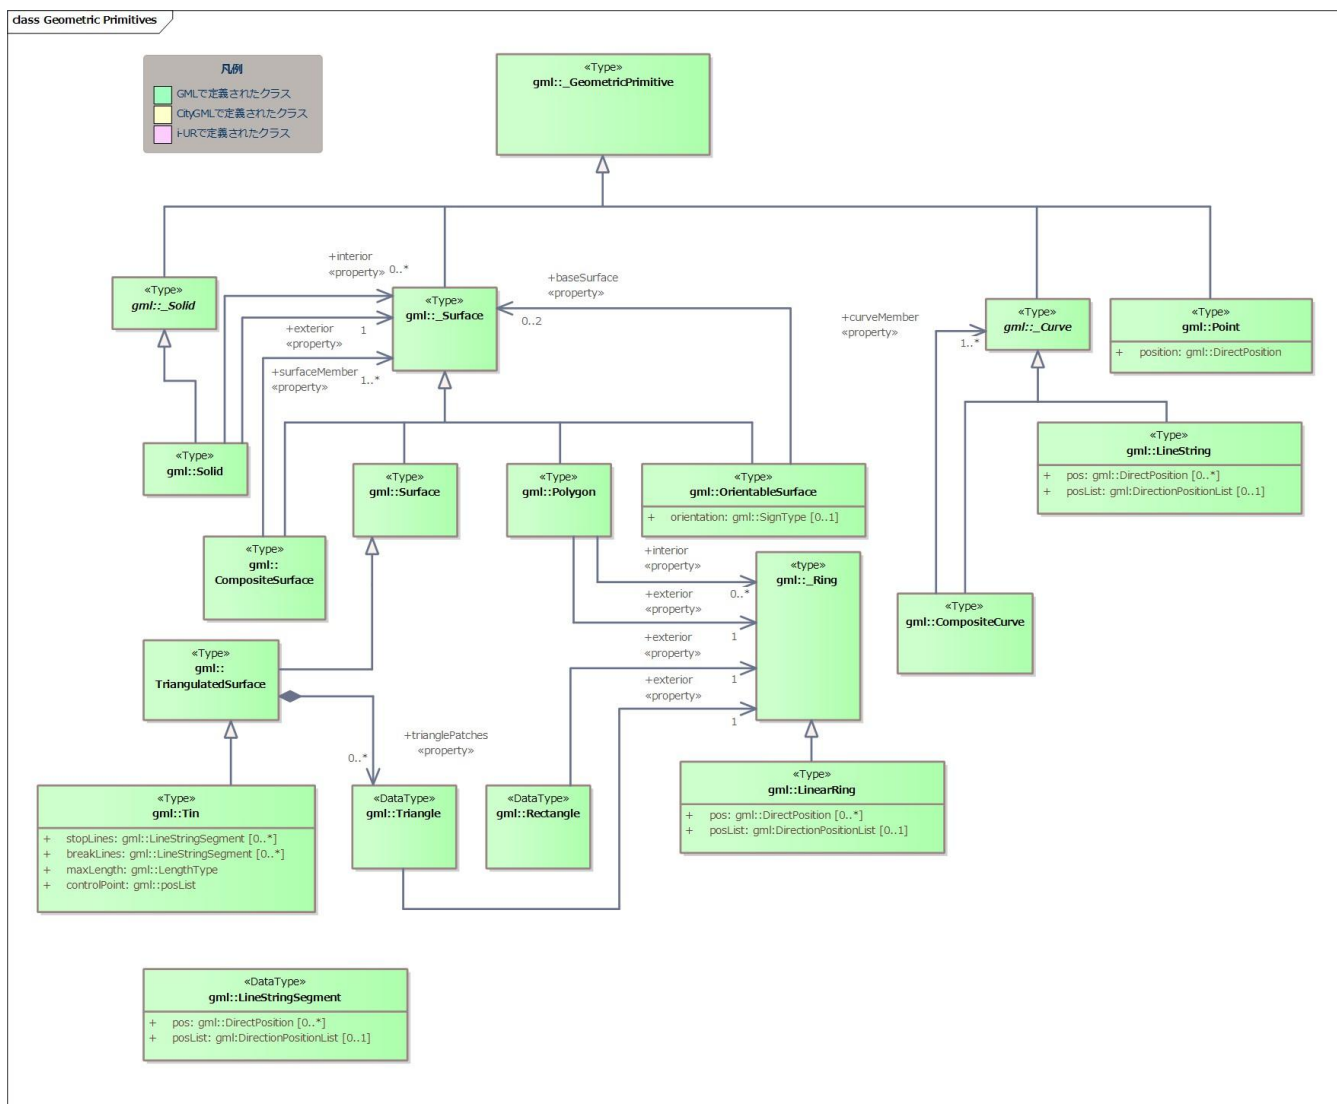 class Geometric Primitives
凡例
GMLで定義されたクラス
CityGMLで定義されたクラス
i-URで定義されたクラス
«Type»
gml::_GeometricPrimitive
«Type»
gml::_Solid
+interior
«property»
0..*
«Type»
gml::_Surface
+exterior
«property»
1
+surfaceMember
«property»
1..*
+baseSurface
«property»
0..2
+curveMember
«property»
1..*
«Type»
gml::_Curve
«Type»
gml::Point
+ position: gml::DirectPosition
«Type»
gml::Solid
«Type»
gml::Surface
«Type»
gml::Polygon
«Type»
gml::OrientableSurface
+ orientation: gml::SignType [0..1]
«Type»
gml::LineString
+ pos: gml::DirectPosition [0..*]
+ posList: gml:DirectionPositionList [0..1]
«Type»
gml::
CompositeSurface
+interior
«property»
0..*
+exterior
«property»
1
+exterior
«property»
1
+exterior
«property»
1
«type»
gml::_Ring
«Type»
gml::CompositeCurve
«Type»
gml::
TriangulatedSurface
+trianglePatches
«property»
0..*
«Type»
gml::Tin
+ stopLines: gml::LineStringSegment [0..*]
+ breakLines: gml::LineStringSegment [0..*]
+ maxLength: gml::LengthType
+ controlPoint: gml::posList
«DataType»
gml::Triangle
«DataType»
gml::Rectangle
«Type»
gml::LinearRing
+ pos: gml::DirectPosition [0..*]
+ posList: gml:DirectionPositionList [0..1]
«DataType»
gml::LineStringSegment
+ pos: gml::DirectPosition [0..*]
+ posList: gml:DirectionPositionList [0..1]